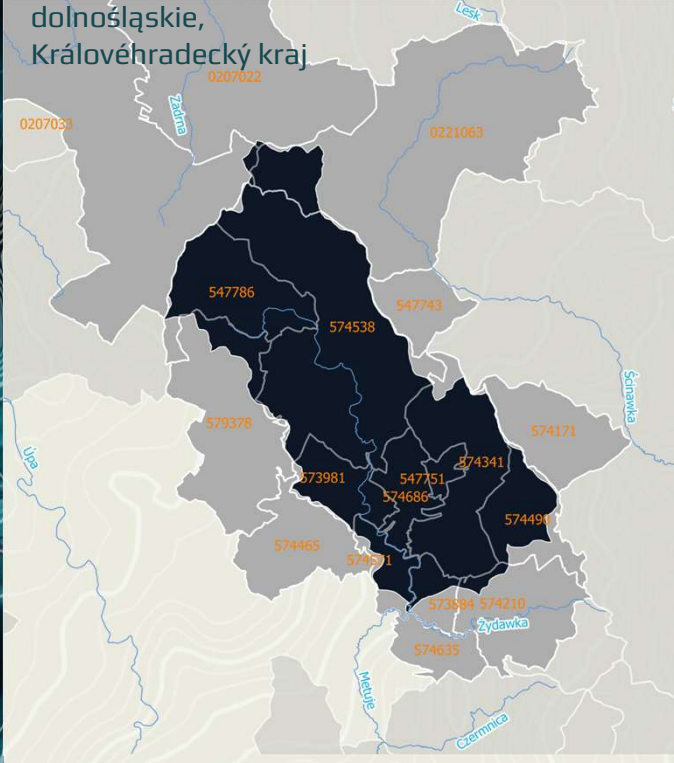 dolnośląskie,
Královéhradecký kraj
Lesk
0207022
0207033
Zadrna
0221063
547786
547743
574538
Ścinawka
579378
574171
Úpa
573981
547751
574341
574686
574490
574465
574571
573884
574210
Żydawka
574635
Metuje
Czermnica